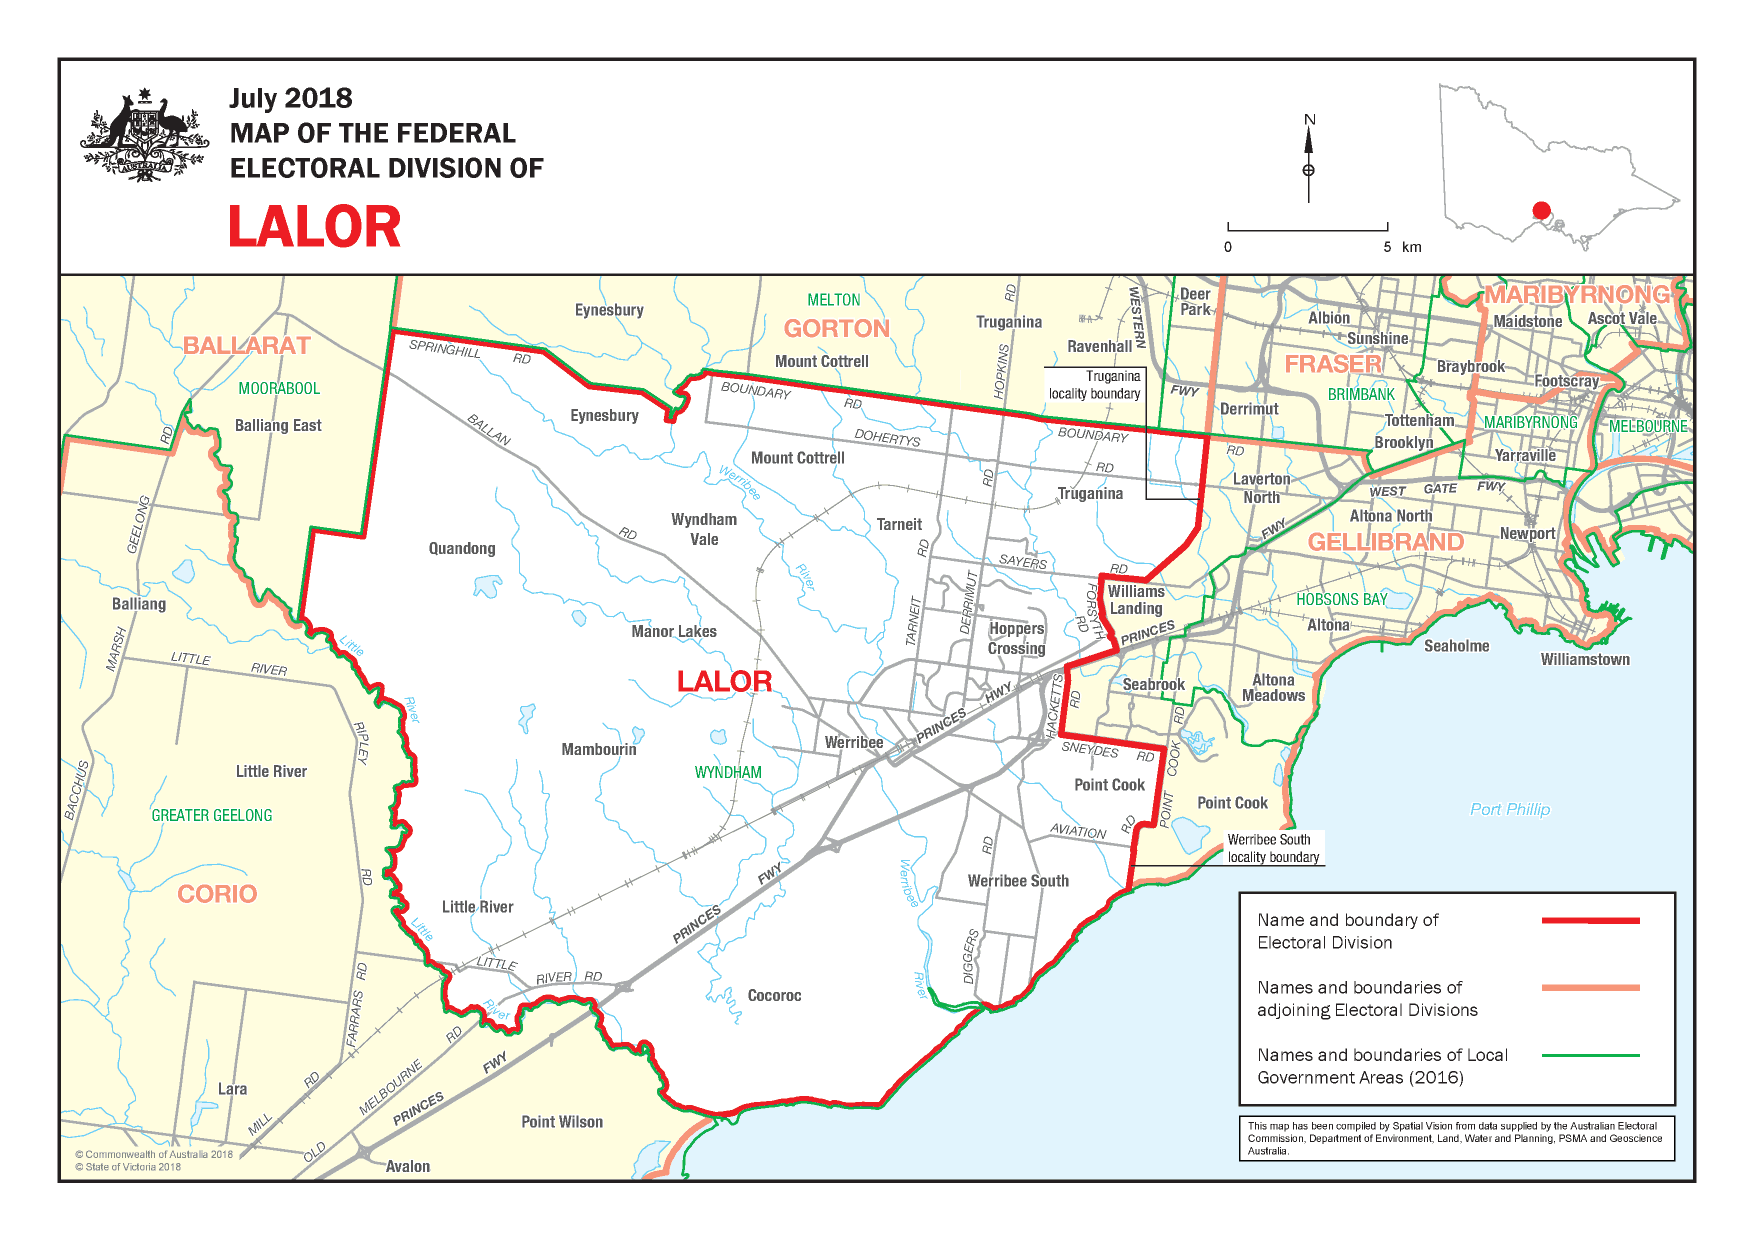 July 2018
MAP OF THE FEDERAL
ELECTORAL DIVISION OF
LALOR
AUSTRALIA
N
0 5 km
BALLARAT
MOORABOOL
Balliang East
RD
GEELONG
Balliang
MARSH
BACCHUS
LITTLE RIVER
RIPLEY
RD
Little River
GREATER GEELONG
CORIO
FARRARS RD
Lara
MILL RD
OLD MELBOURNE RD
PRINCES FWY
Avalon
Point Wilson
© Commonwealth of Australia 2018
© State of Victoria 2018
Eynesbury
MELTON
GORTON
Mount Cottrell
Truganina
HOPKINS RD
Ravenhall
WESTERN
FWY
Deer
Park
Truganina
locality boundary
SPRINGHILL RD
BALLAN RD
Eynesbury
BOUNDARY RD
DOHERTYS RD
BOUNDARY RD
Mount Cottrell
Werribee
River
Truganina
RD
Wyndham
Vale
Tarneit
Quandong
TARNEIT RD
DERRIMUT
SAYERS RD
FORSYTH RD
Williams
Landing
Manor Lakes
Hoppers
Crossing
PRINCES
LALOR
PRINCES HWY
HACKETTS RD
Seabrook
Altona
Meadows
Little
River
Mambourin
Werribee
WYNDHAM
SNEYDES RD
POINT COOK RD
Point Cook
Point Cook
AVIATION RD
RD
Werribee South
locality boundary
Werribee South
Werribee
River
DIGGERS
Little River
PRINCES FWY
Little
River
LITTLE RIVER RD
Cocoroc
MARIBYRNONG
Maidstone
Ascot Vale
Albion
Sunshine
FRASER
Braybrook
Footscray
BRIMBANK
Derrimut
Tottenham
MARIBYRNONG
MELBOURNE
Brooklyn
Yarraville
Laverton
North
WEST GATE FWY
FWY
Altona North
Newport
GELLIBRAND
HOBSONS BAY
Altona
Seaholme
Williamstown
Port Phillip
Name and boundary of
Electoral Division
Names and boundaries of
adjoining Electoral Divisions
Names and boundaries of Local
Government Areas (2016)
This map has been compiled by Spatial Vision from data supplied by the Australian Electoral
Commission, Department of Environment, Land, Water and Planning, PSMA and Geoscience
Australia.